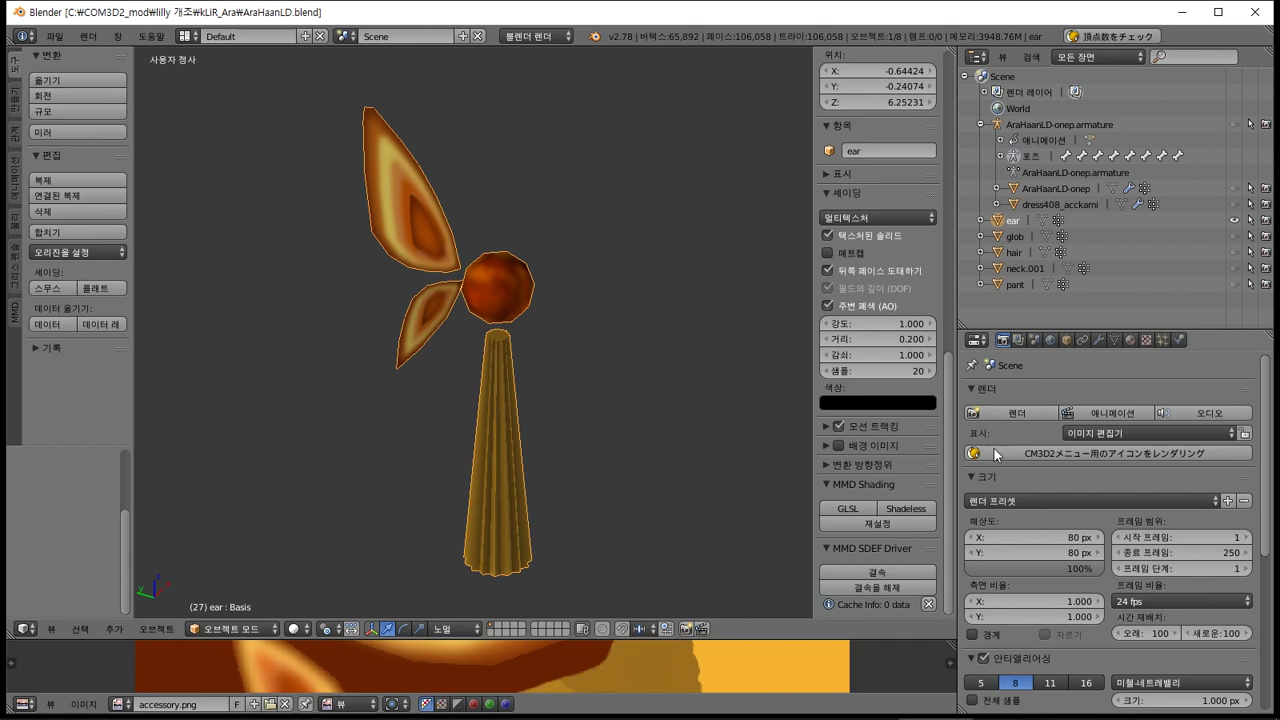 Blender [C:₩COM3D2_mod₩lilly 개조₩kLiR_Ara₩AraHaanLD.blend]
파일 렌더 창 도움말 Default Scene 블렌더 렌더 v2.78 | 버텍스:65,892 | 페이스:106,058 | 트라이:106,058 | 오브젝트:1/8 | 램프:0/0 | 메모리:3948.76M | ear 頂点数をチェック
변환
옮기기
회전
규모
미러
편집
복제
연결된 복제
삭제
합치기
오리진을 설정
셰이딩:
스무스 플래트
데이터 옮기기:
데이터 데이터 레
기록
MMD
사용자 정사
(27) ear : Basis
위치:
X: -0.64424
Y: -0.24074
Z: 6.25231
항목
ear
표시
셰이딩
멀티텍스처
텍스처된 솔리드
매트캡
뒤쪽 페이스 도태하기
필드의 깊이 (DOF)
주변 폐색 (AO)
강도: 1.000
거리: 0.200
감쇠: 1.000
샘플: 20
색상:
모션 트랙킹
배경 이미지
변환 방향정위
MMD Shading
GLSL Shadeless
재설정
MMD SDEF Driver
결속
결속을 해제
Cache Info: 0 data
뷰 검색 모든 장면
Scene
렌더 레이어
World
AraHaanLD-onep.armature
애니메이션
포즈
AraHaanLD-onep.armature
AraHaanLD-onep
dress408_acckami
ear
glob
hair
neck.001
pant
Scene
렌더
렌더 애니메이션 오디오
표시: 이미지 편집기
CM3D2メニュー用のアイコンをレンダリング
크기
렌더 프리셋
해상도: 프레임 범위:
X: 80 px 시작 프레임: 1
Y: 80 px 종료 프레임: 250
100% 프레임 단계: 1
측면 비율: 프레임 비율:
X: 1.000 24 fps
Y: 1.000 시간 재배치:
경계 자르기 오래: 100 새로운:100
안티앨리어싱
5 8 11 16 미첼-네트레밸리
전체 샘플 크기: 1.000 px
뷰 선택 추가 오브젝트 오브젝트 모드 노멀
뷰 이미지 accessory.png F 뷰